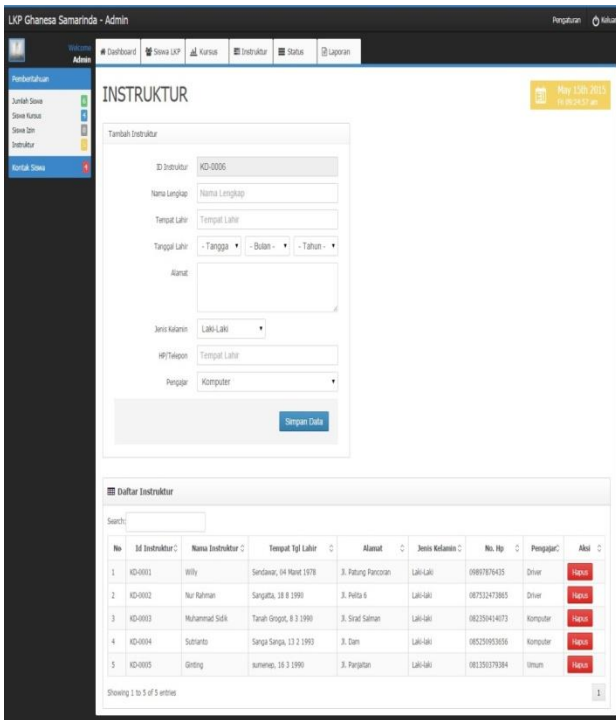 LKP Ghanesa Samarinda - Admin
Pengaturan Keluar
Welcome
Admin
Dashboard Siswa LKP Kursus Instruktur Status Laporan
Pemberitahuan
Jumlah Siswa
Siswa Kursus
Siswa Izin
Instruktur
Kontak Siswa
INSTRUKTUR
May 15th 2015
Tambah Instruktur
ID Instruktur KD-0006
Nama Lengkap Nama Lengkap
Tempat Lahir Tempat Lahir
Tanggal Lahir - Tangga - Bulan - - Tahun -
Alamat
Jenis Kelamin Laki-Laki
HP/Telepon Tempat Lahir
Pengajar Komputer
Simpan Data
Daftar Instruktur
Search:
No Id Instruktur Nama Instruktur Tempat Tgl Lahir Alamat Jenis Kelamin No. Hp Pengajar Aksi
1 KD-0001 Willy Sendawar, 04 Maret 1978 Jl. Patung Pancoran Laki-Laki 09897876435 Driver Hapus
2 KD-0002 Nur Rahman Sangatta, 18 8 1990 Jl. Pelita 6 Laki-laki 087532473865 Driver Hapus
3 KD-0003 Muhammad Sidik Tanah Grogot, 8 3 1990 Jl. Sirad Salman Laki-laki 082350414073 Komputer Hapus
4 KD-0004 Sutrianto Sanga Sanga, 13 2 1993 Jl. Dam Laki-laki 085250953656 Komputer Hapus
5 KD-0005 Ginting sumenep, 16 3 1990 Jl. Panjaitan Laki-laki 081350379384 Umum Hapus
Showing 1 to 5 of 5 entries
1